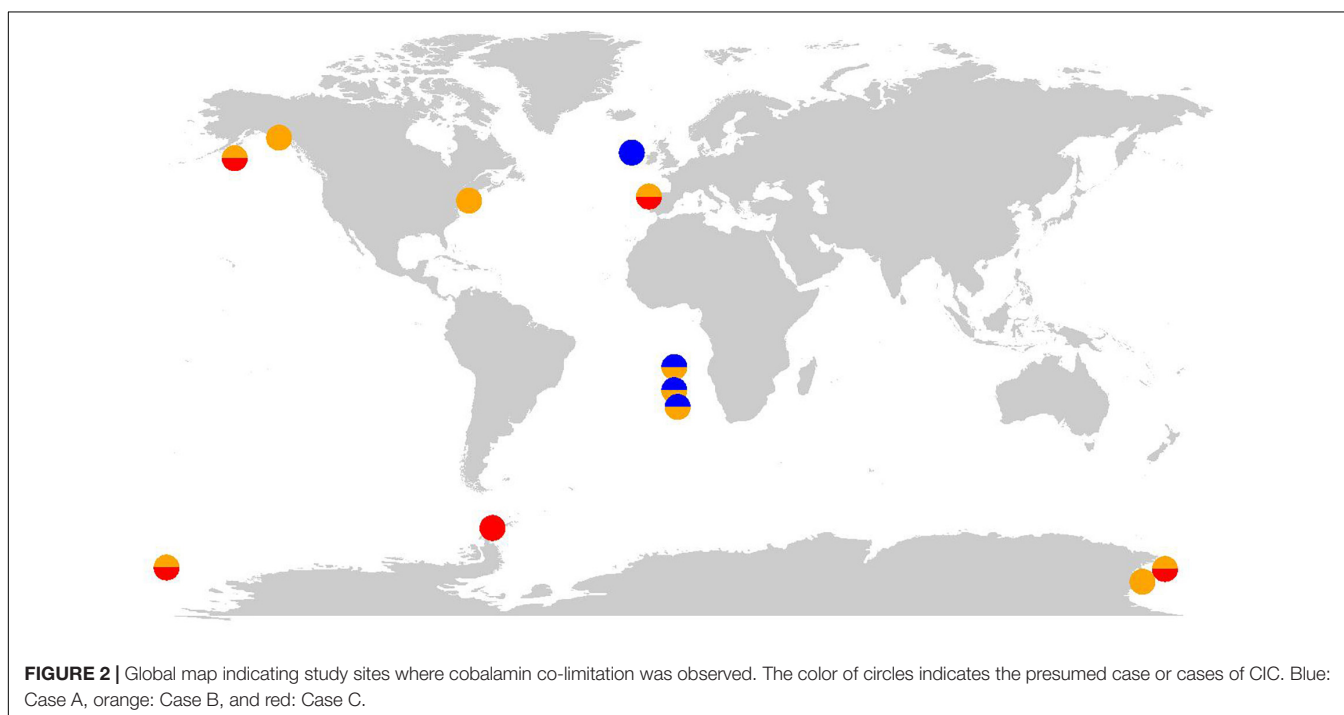 FIGURE 2 | Global map indicating study sites where cobalamin co-limitation was observed. The color of circles indicates the presumed case or cases of CIC. Blue:
Case A, orange: Case B, and red: Case C.